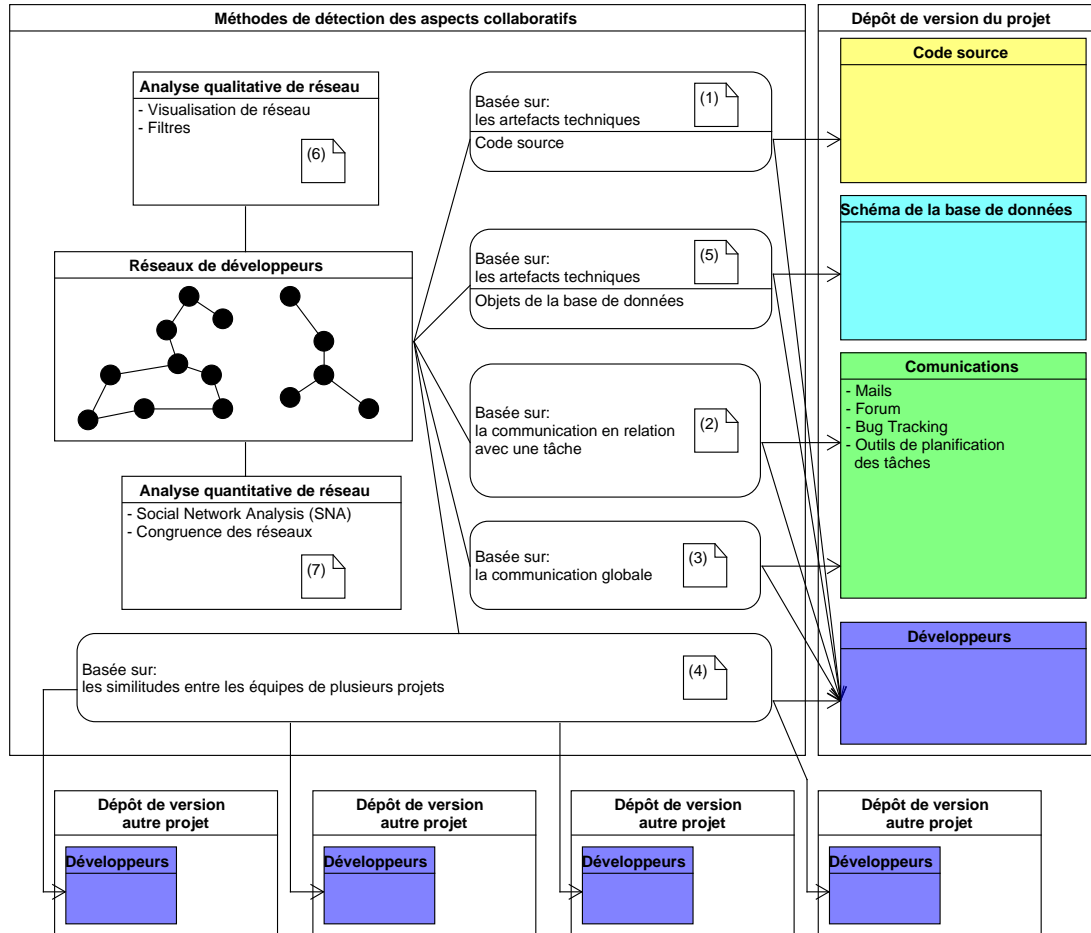 Méthodes de détection des aspects collaboratifs
Analyse qualitative de réseau
- Visualisation de réseau
- Filtres
(6)
Réseaux de développeurs
Analyse quantitative de réseau
- Social Network Analysis (SNA)
- Congruence des réseaux
(7)
Basée sur:
les artefacts techniques
(1)
Code source
Basée sur:
les artefacts techniques
(5)
Objets de la base de données
Basée sur:
la communication en relation
avec une tâche
(2)
Basée sur:
la communication globale
(3)
Basée sur:
les similitudes entre les équipes de plusieurs projets
(4)
Dépôt de version du projet
Code source
Schéma de la base de données
Comunications
- Mails
- Forum
- Bug Tracking
- Outils de planification
des tâches
Développeurs
Dépôt de version
autre projet
Développeurs
Dépôt de version
autre projet
Développeurs
Dépôt de version
autre projet
Développeurs
Dépôt de version
autre projet
Développeurs